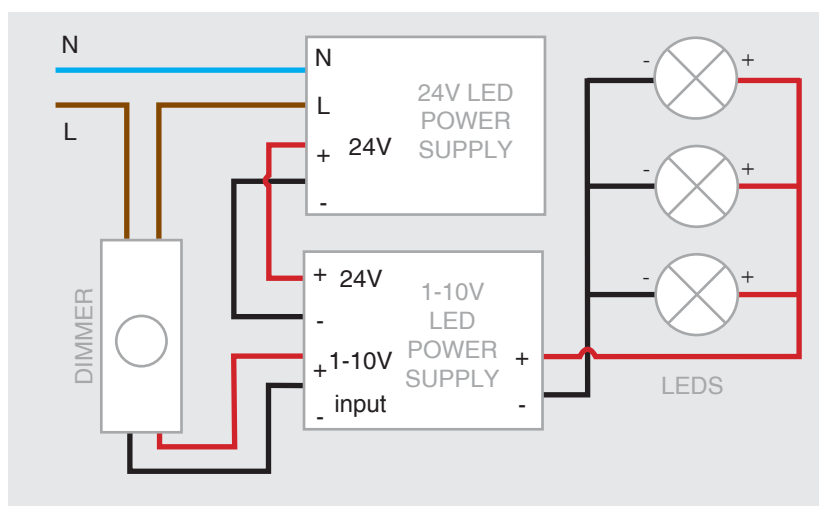 N
L
DIMMER
N
L
+ 24V
-
24V LED
POWER
SUPPLY
+ 24V
-
+ 1-10V
- input
1-10V
LED
POWER
SUPPLY
+
-
- +
- +
- +
LEDS